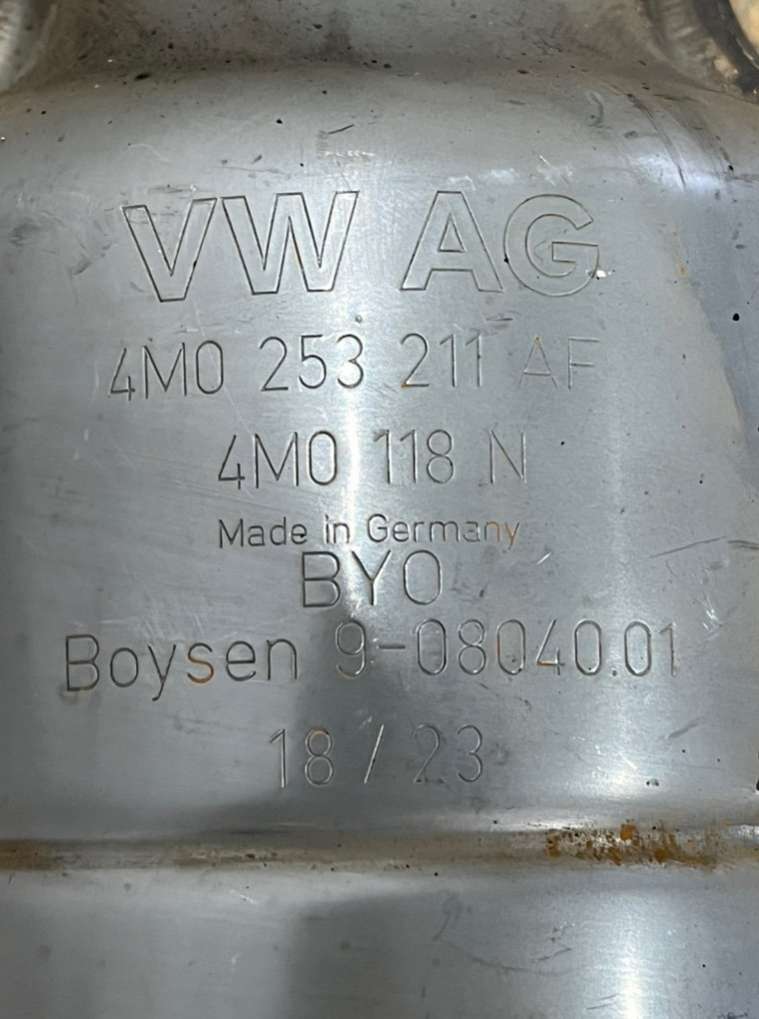 VW AG
4M0 253 211 AF
4M0 118 N
Made in Germany
BYO
Boysen 9-08040.01
18 / 23